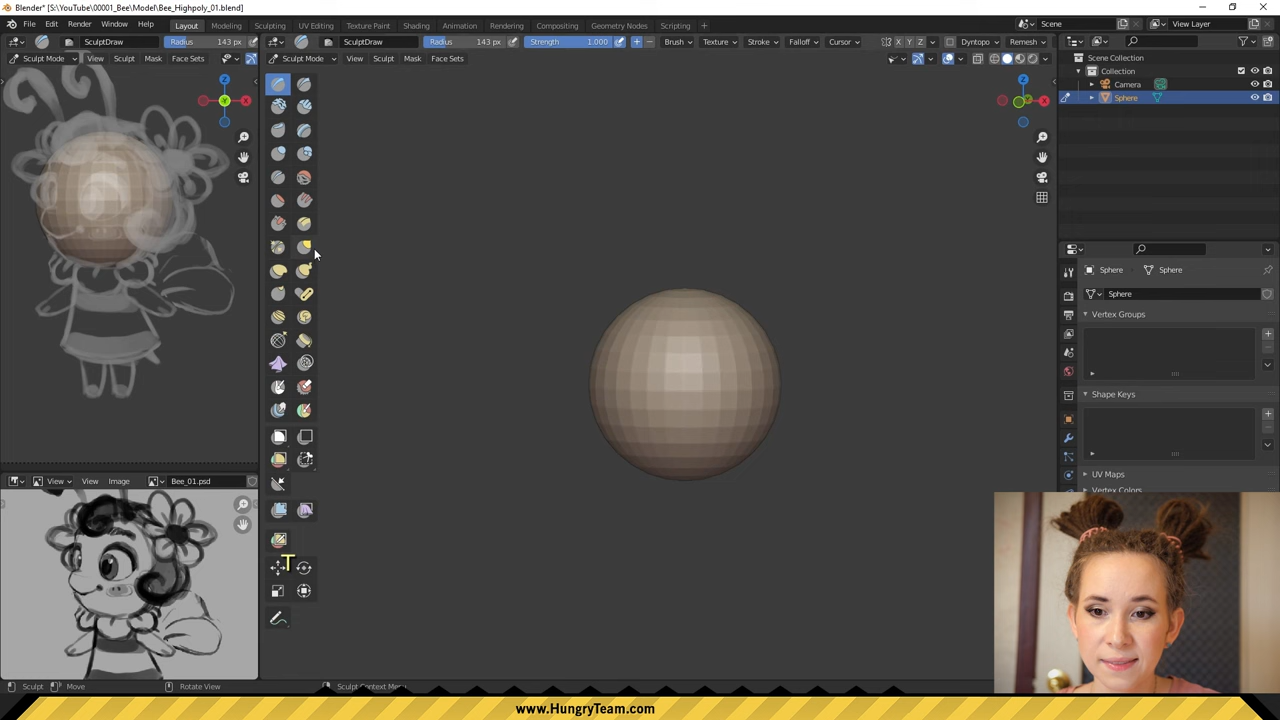 Blender* [S:\YouTube\00001_Bee\Model\Bee_Highpoly_01.blend]
File Edit Render Window Help Layout Modeling Sculpting UV Editing Texture Paint Shading Animation Rendering Compositing Geometry Nodes Scripting + Scene View Layer
SculptDraw Radius 143 px SculptDraw Radius 143 px Strength 1.000 Brush Texture Stroke Falloff Cursor X Y Z Dyntopo Remesh
Sculpt Mode View Sculpt Mask Face Sets Sculpt Mode View Sculpt Mask Face Sets
Scene Collection
Collection
Camera
Sphere
Z
Y
X
Z
X
Sphere Sphere
Sphere
Vertex Groups
Shape Keys
UV Maps
Vertex Colors
View View Image Bee_01.psd
T
Sculpt Move Rotate View Sculpt Context Menu
www.HungryTeam.com